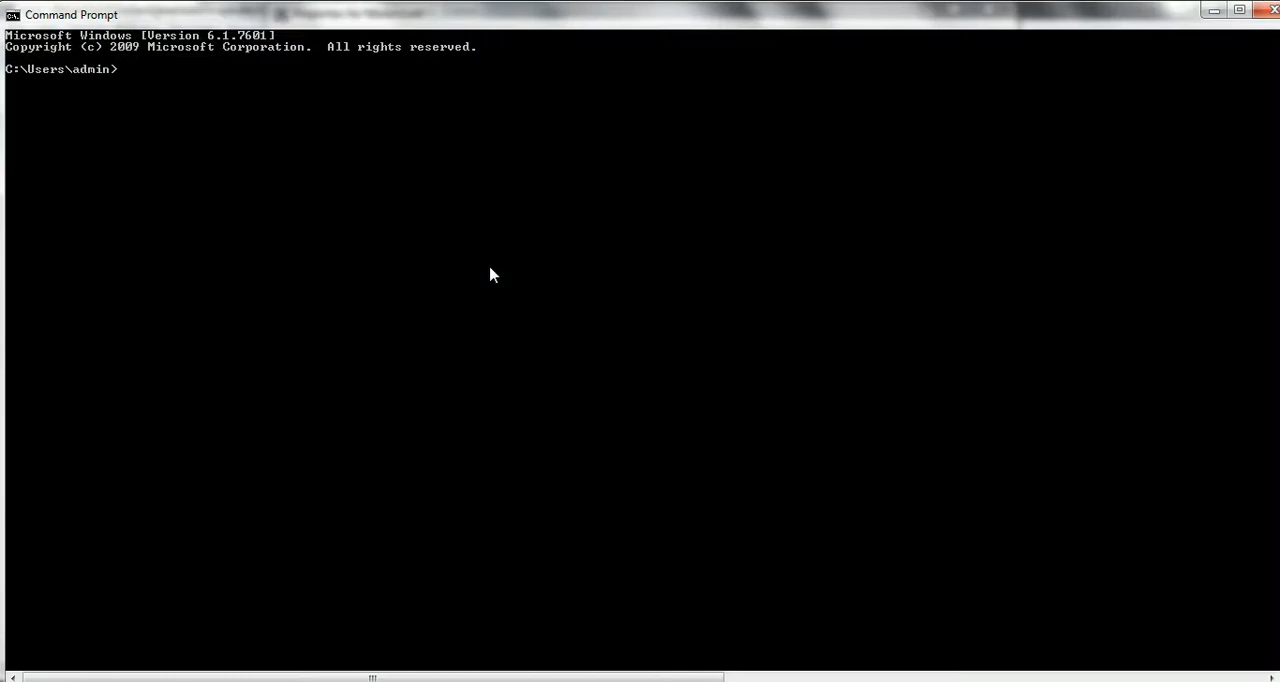 Command Prompt
Microsoft Windows [Version 6.1.7601]
Copyright (c) 2009 Microsoft Corporation.  All rights reserved.
C:\Users\admin>